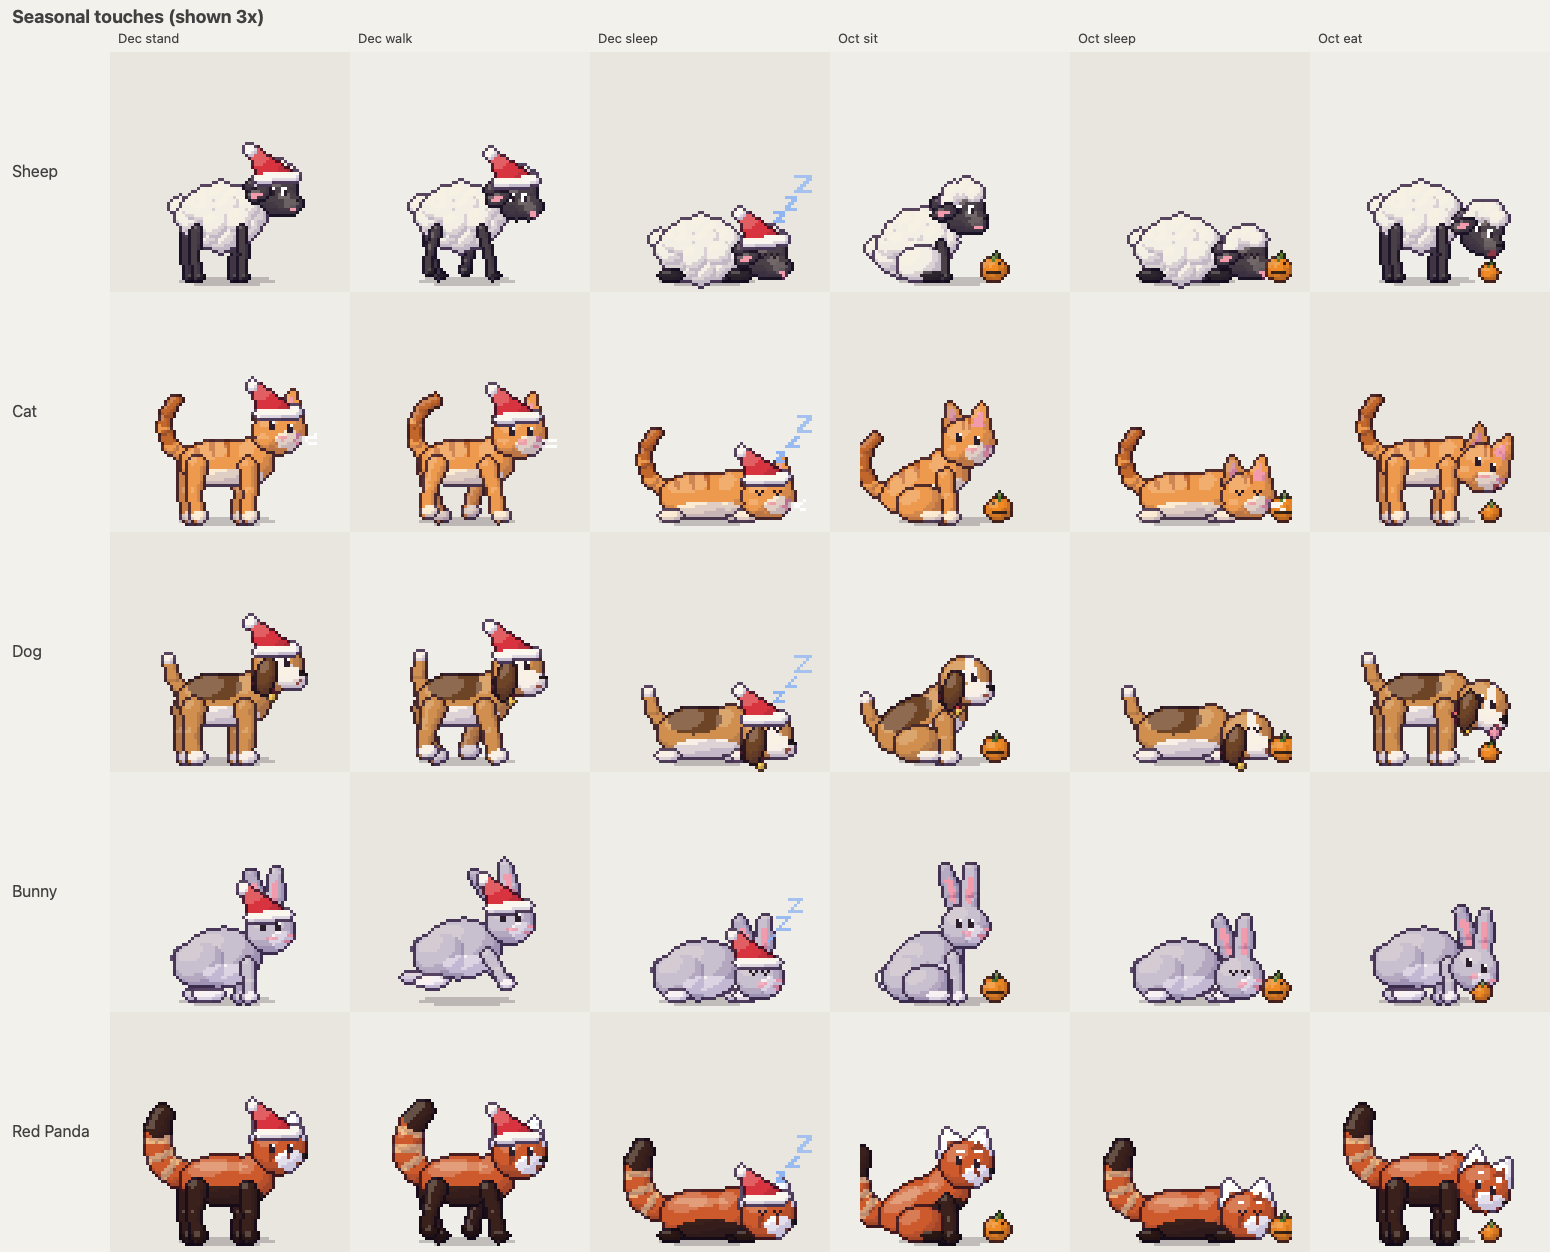 Seasonal touches (shown 3x)
Dec stand Dec walk Dec sleep Oct sit Oct sleep Oct eat
Sheep
Z
z
z
Cat
Z
z
z
Dog
Z
z
z
Bunny
Z
z
Red Panda
Z
z
z